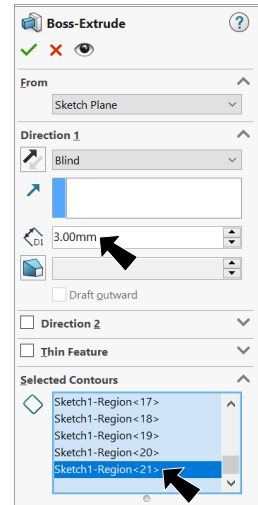 Boss-Extrude
?
From
Sketch Plane
Direction 1
Blind
D1
3.00mm
Draft outward
Direction 2
Thin Feature
Selected Contours
Sketch1-Region<17>
Sketch1-Region<18>
Sketch1-Region<19>
Sketch1-Region<20>
Sketch1-Region<21>